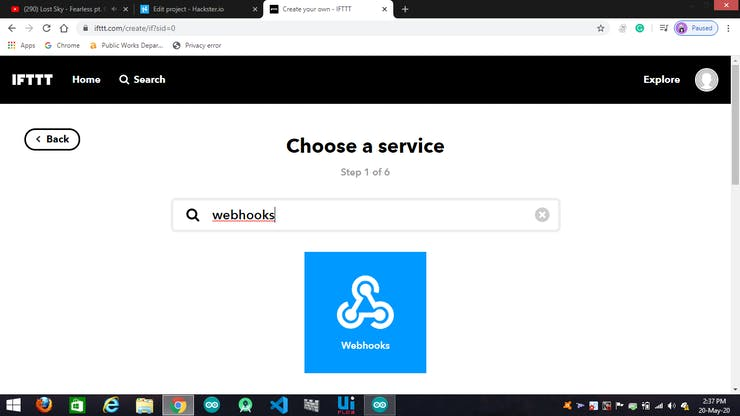 (290) Lost Sky - Fearless pt.
Edit project - Hackster.io
Create your own - IFTTT
ifttt.com/create/if?sid=0
Paused
Apps
Chrome
Public Works Depar...
Privacy error
IFTTT
Home
Search
Explore
Back
Choose a service
Step 1 of 6
webhooks
Webhooks
Ui
2:37 PM
20-May-20